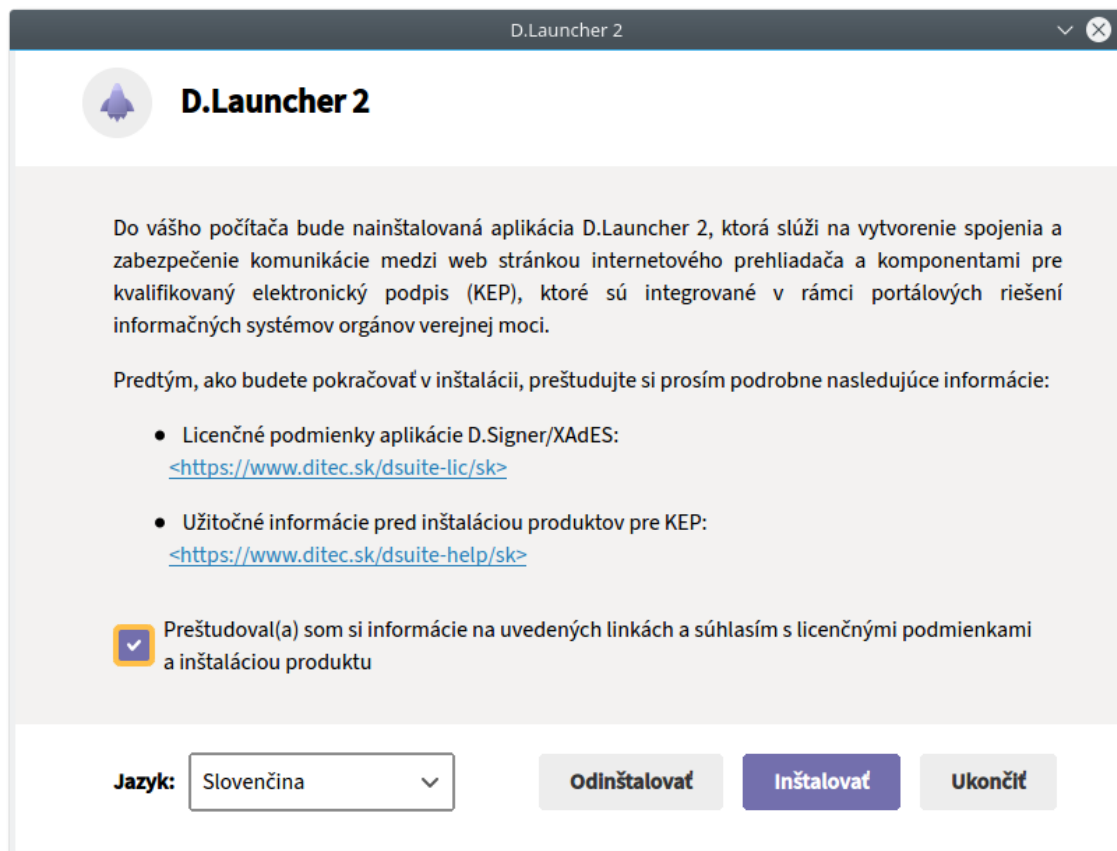 D.Launcher 2
D.Launcher 2
Do vášho počítača bude nainštalovaná aplikácia D.Launcher 2, ktorá slúži na vytvorenie spojenia a
zabezpečenie komunikácie medzi web stránkou internetového prehliadača a komponentami pre
kvalifikovaný elektronický podpis (KEP), ktoré sú integrované v rámci portálových riešení
informačných systémov orgánov verejnej moci.
Predtým, ako budete pokračovať v inštalácii, preštudujte si prosím podrobne nasledujúce informácie:
● Licenčné podmienky aplikácie D.Signer/XAdES:
<https://www.ditec.sk/dsuite-lic/sk>
● Užitočné informácie pred inštaláciou produktov pre KEP:
<https://www.ditec.sk/dsuite-help/sk>
Preštudoval(a) som si informácie na uvedených linkách a súhlasím s licenčnými podmienkami
a inštaláciou produktu
Jazyk: Slovenčina Odinštalovať Inštalovať Ukončiť